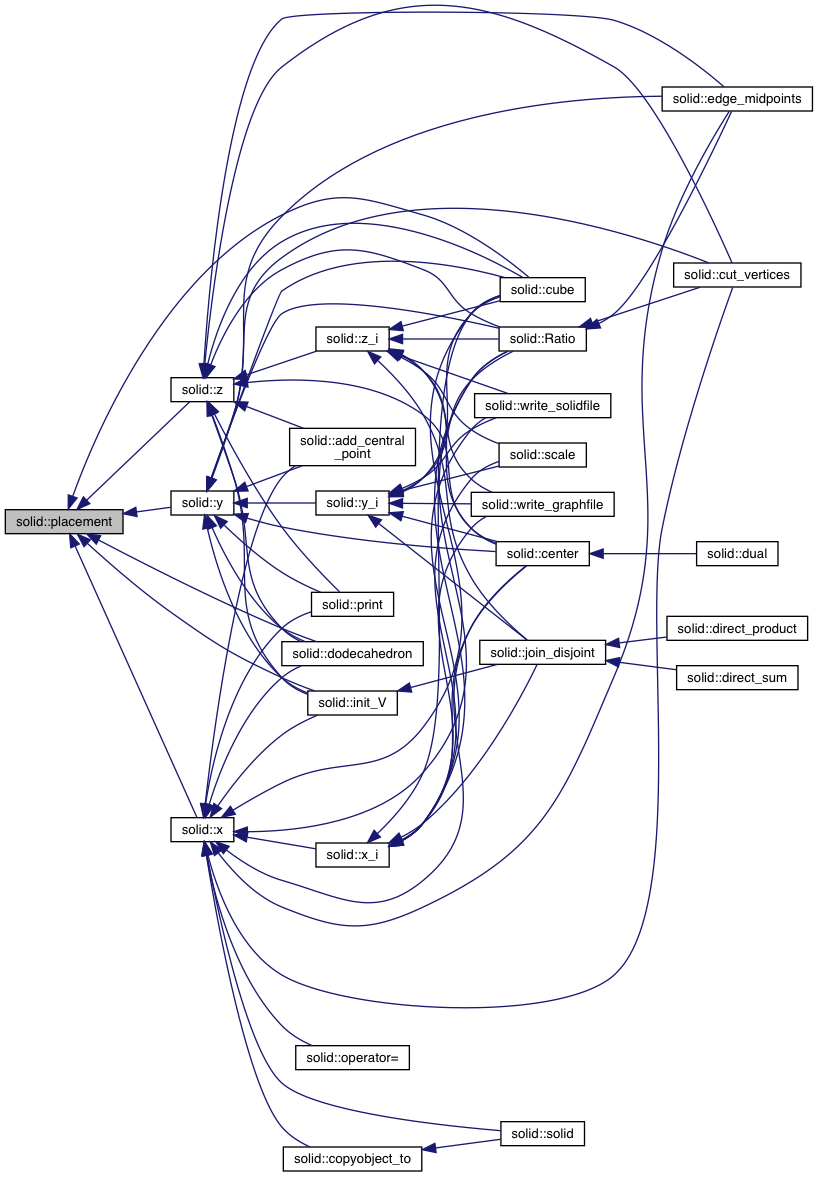 solid::edge_midpoints
solid::cut_vertices
solid::cube
solid::z_i
solid::Ratio
solid::z
solid::write_solidfile
solid::add_central
_point
solid::scale
solid::y
solid::y_i
solid::write_graphfile
solid::placement
solid::center
solid::dual
solid::print
solid::direct_product
solid::dodecahedron
solid::join_disjoint
solid::direct_sum
solid::init_V
solid::x
solid::x_i
solid::operator=
solid::solid
solid::copyobject_to